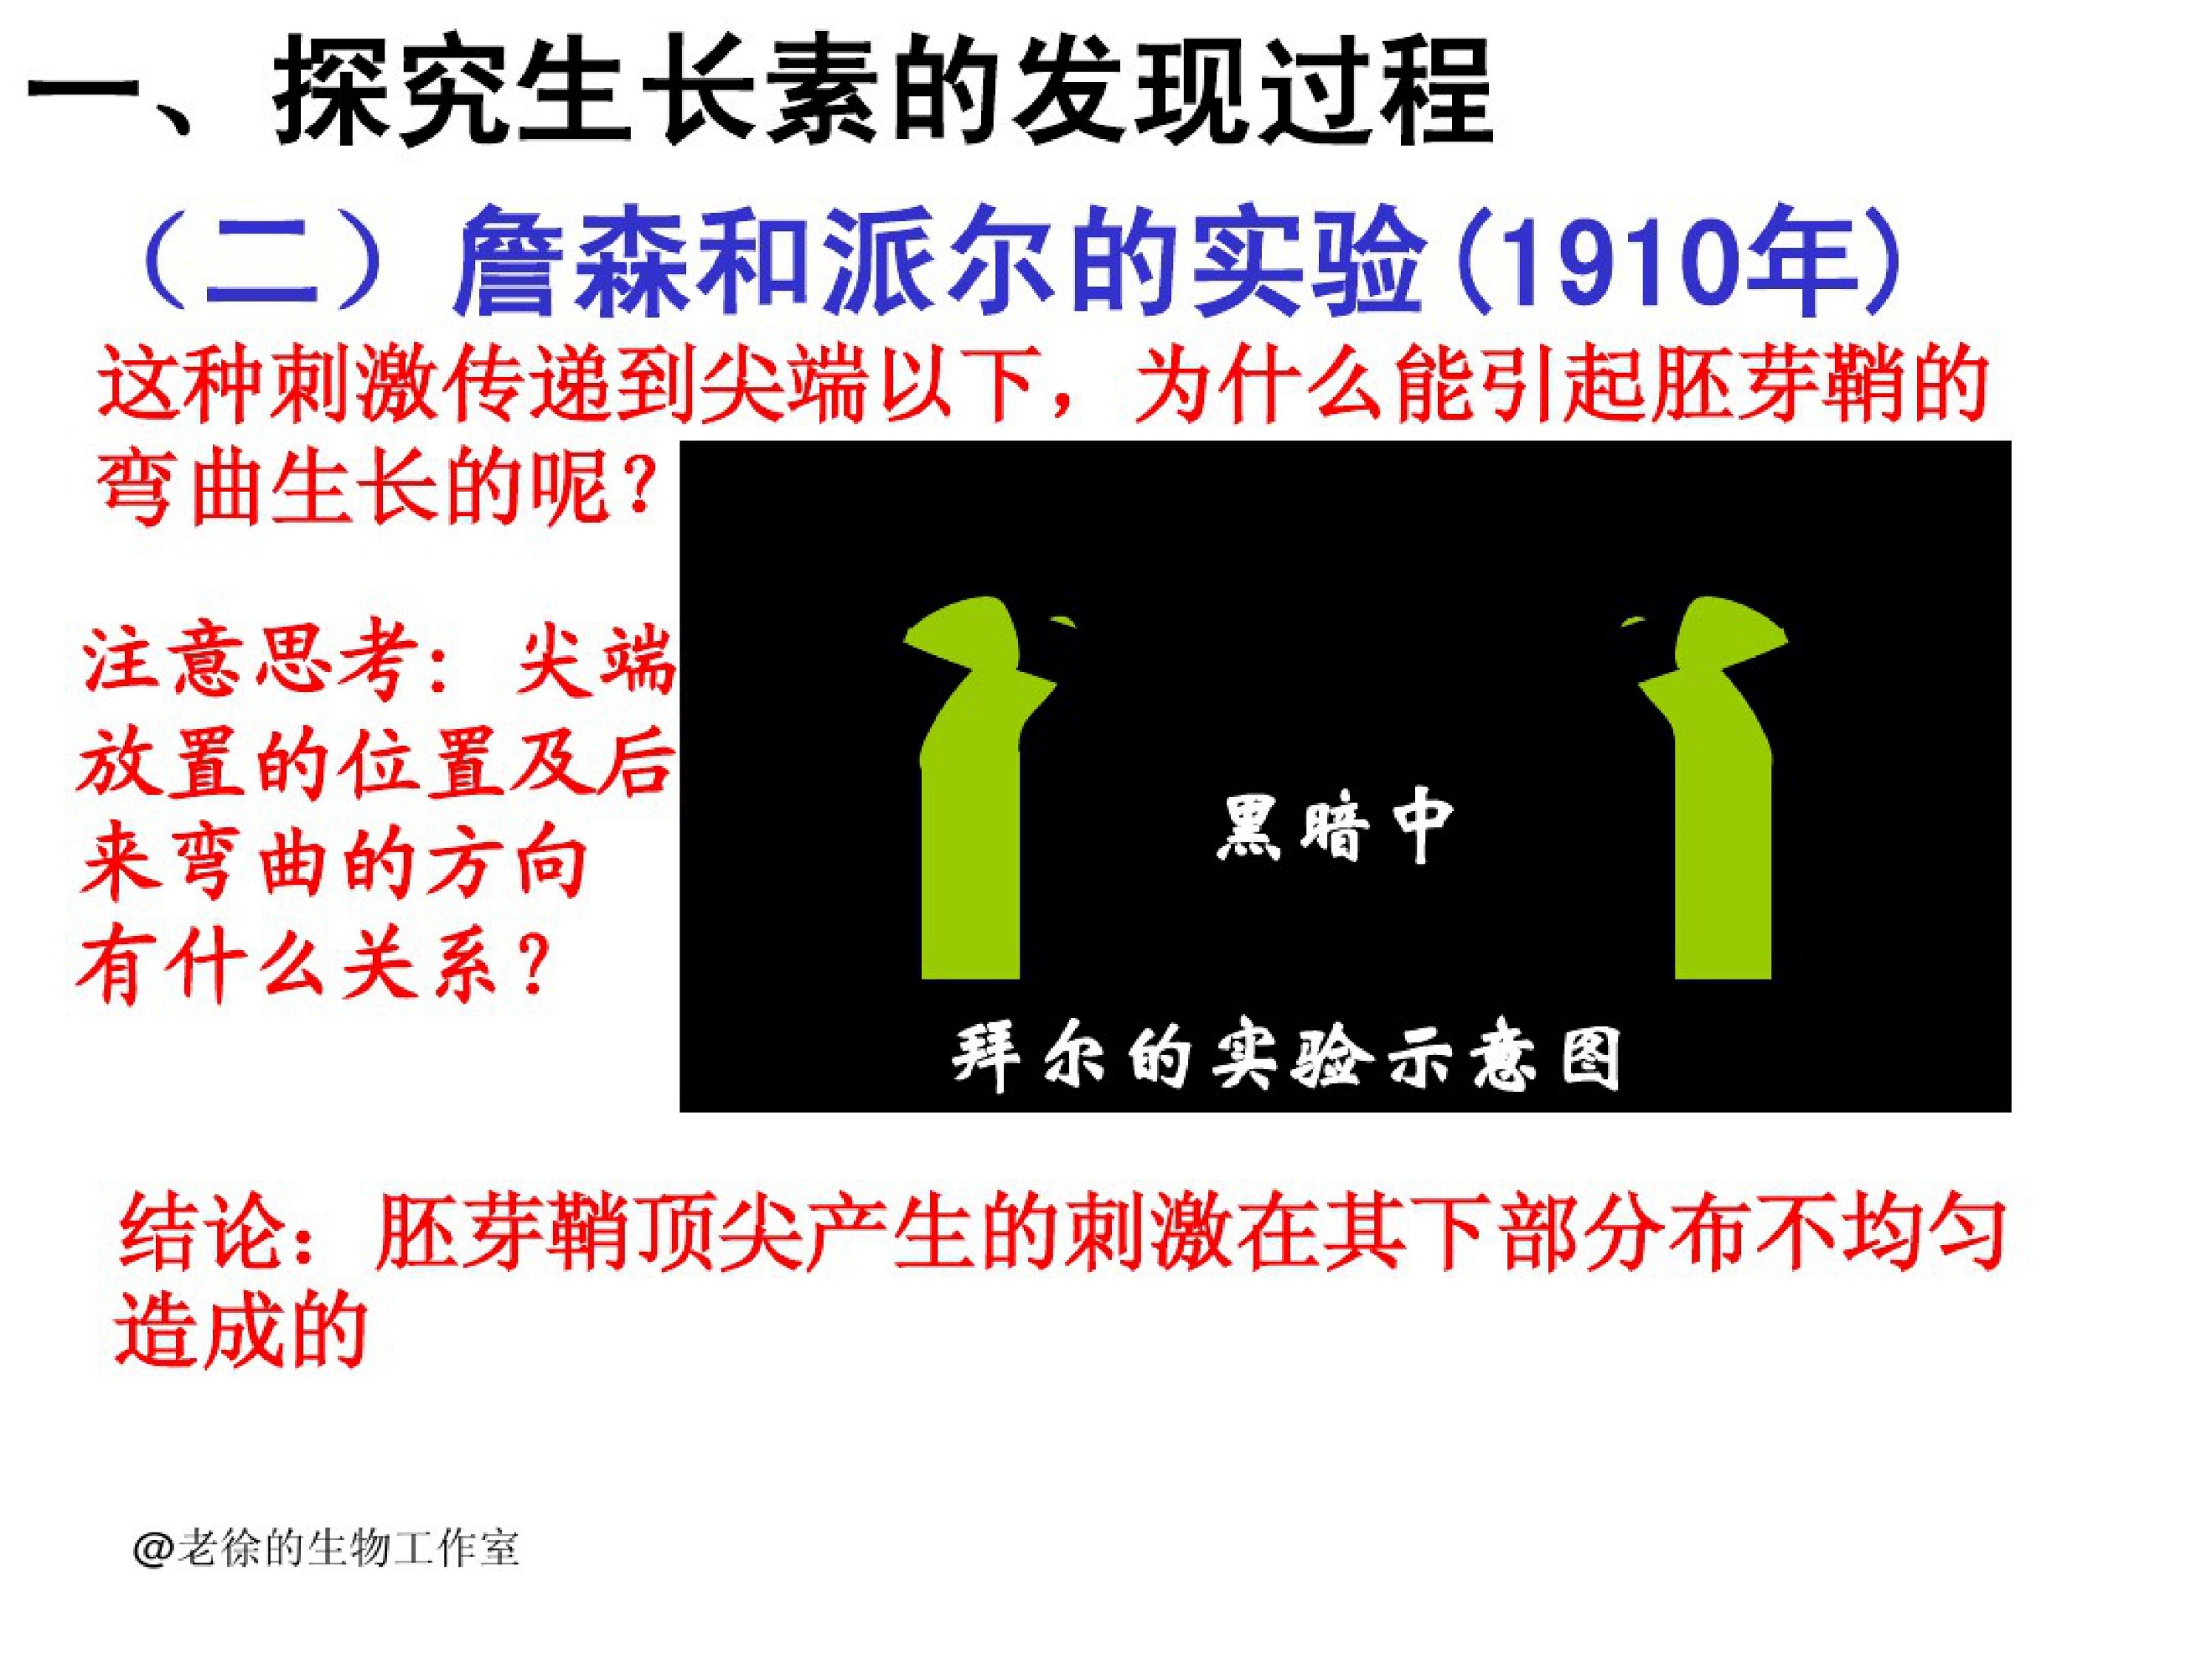 一、探究生长素的发现过程
（二）詹森和派尔的实验(1910年)
这种刺激传递到尖端以下，为什么能引起胚芽鞘的
弯曲生长的呢？
注意思考：尖端
放置的位置及后
来弯曲的方向
有什么关系？
黑暗中
拜尔的实验示意图
结论：胚芽鞘顶尖产生的刺激在其下部分布不均匀
造成的
@老徐的生物工作室